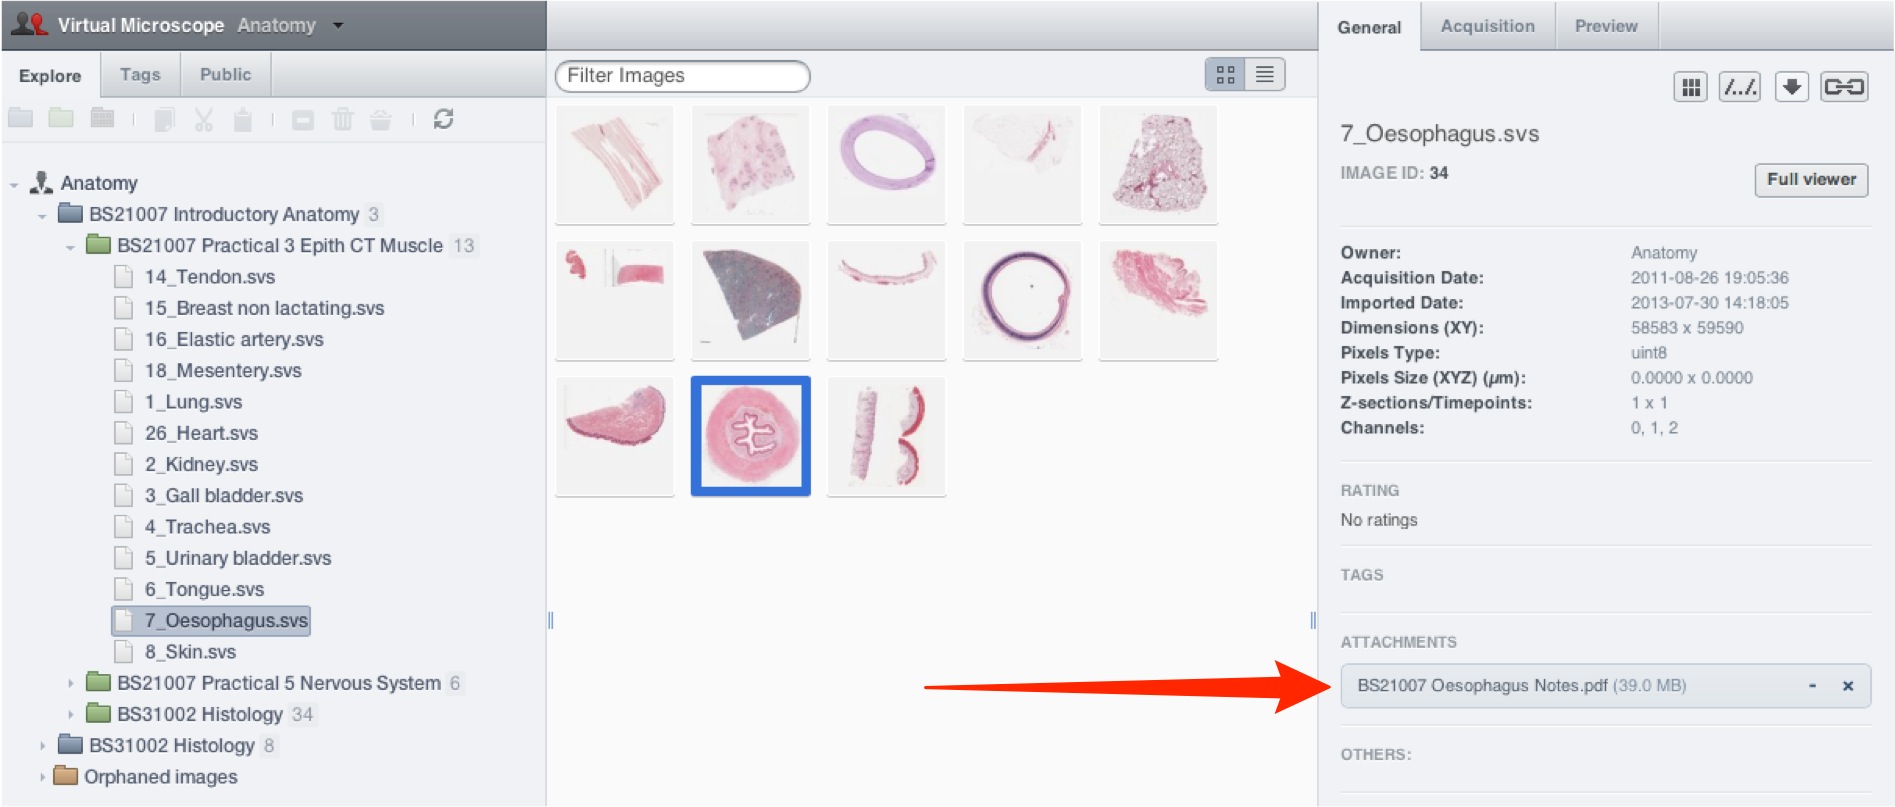 Virtual Microscope Anatomy
Explore Tags Public
Anatomy
BS21007 Introductory Anatomy 3
BS21007 Practical 3 Epith CT Muscle 13
14_Tendon.svs
15_Breast non lactating.svs
16_Elastic artery.svs
18_Mesentery.svs
1_Lung.svs
26_Heart.svs
2_Kidney.svs
3_Gall bladder.svs
4_Trachea.svs
5_Urinary bladder.svs
6_Tongue.svs
7_Oesophagus.svs
8_Skin.svs
BS21007 Practical 5 Nervous System 6
BS31002 Histology 34
BS31002 Histology 8
Orphaned images
Filter Images
General Acquisition Preview
7_Oesophagus.svs
IMAGE ID: 34
Full viewer
Owner: Anatomy
Acquisition Date: 2011-08-26 19:05:36
Imported Date: 2013-07-30 14:18:05
Dimensions (XY): 58583 x 59590
Pixels Type: uint8
Pixels Size (XYZ) (µm): 0.0000 x 0.0000
Z-sections/Timepoints: 1 x 1
Channels: 0, 1, 2
RATING
No ratings
TAGS
ATTACHMENTS
BS21007 Oesophagus Notes.pdf (39.0 MB) - ×
OTHERS: